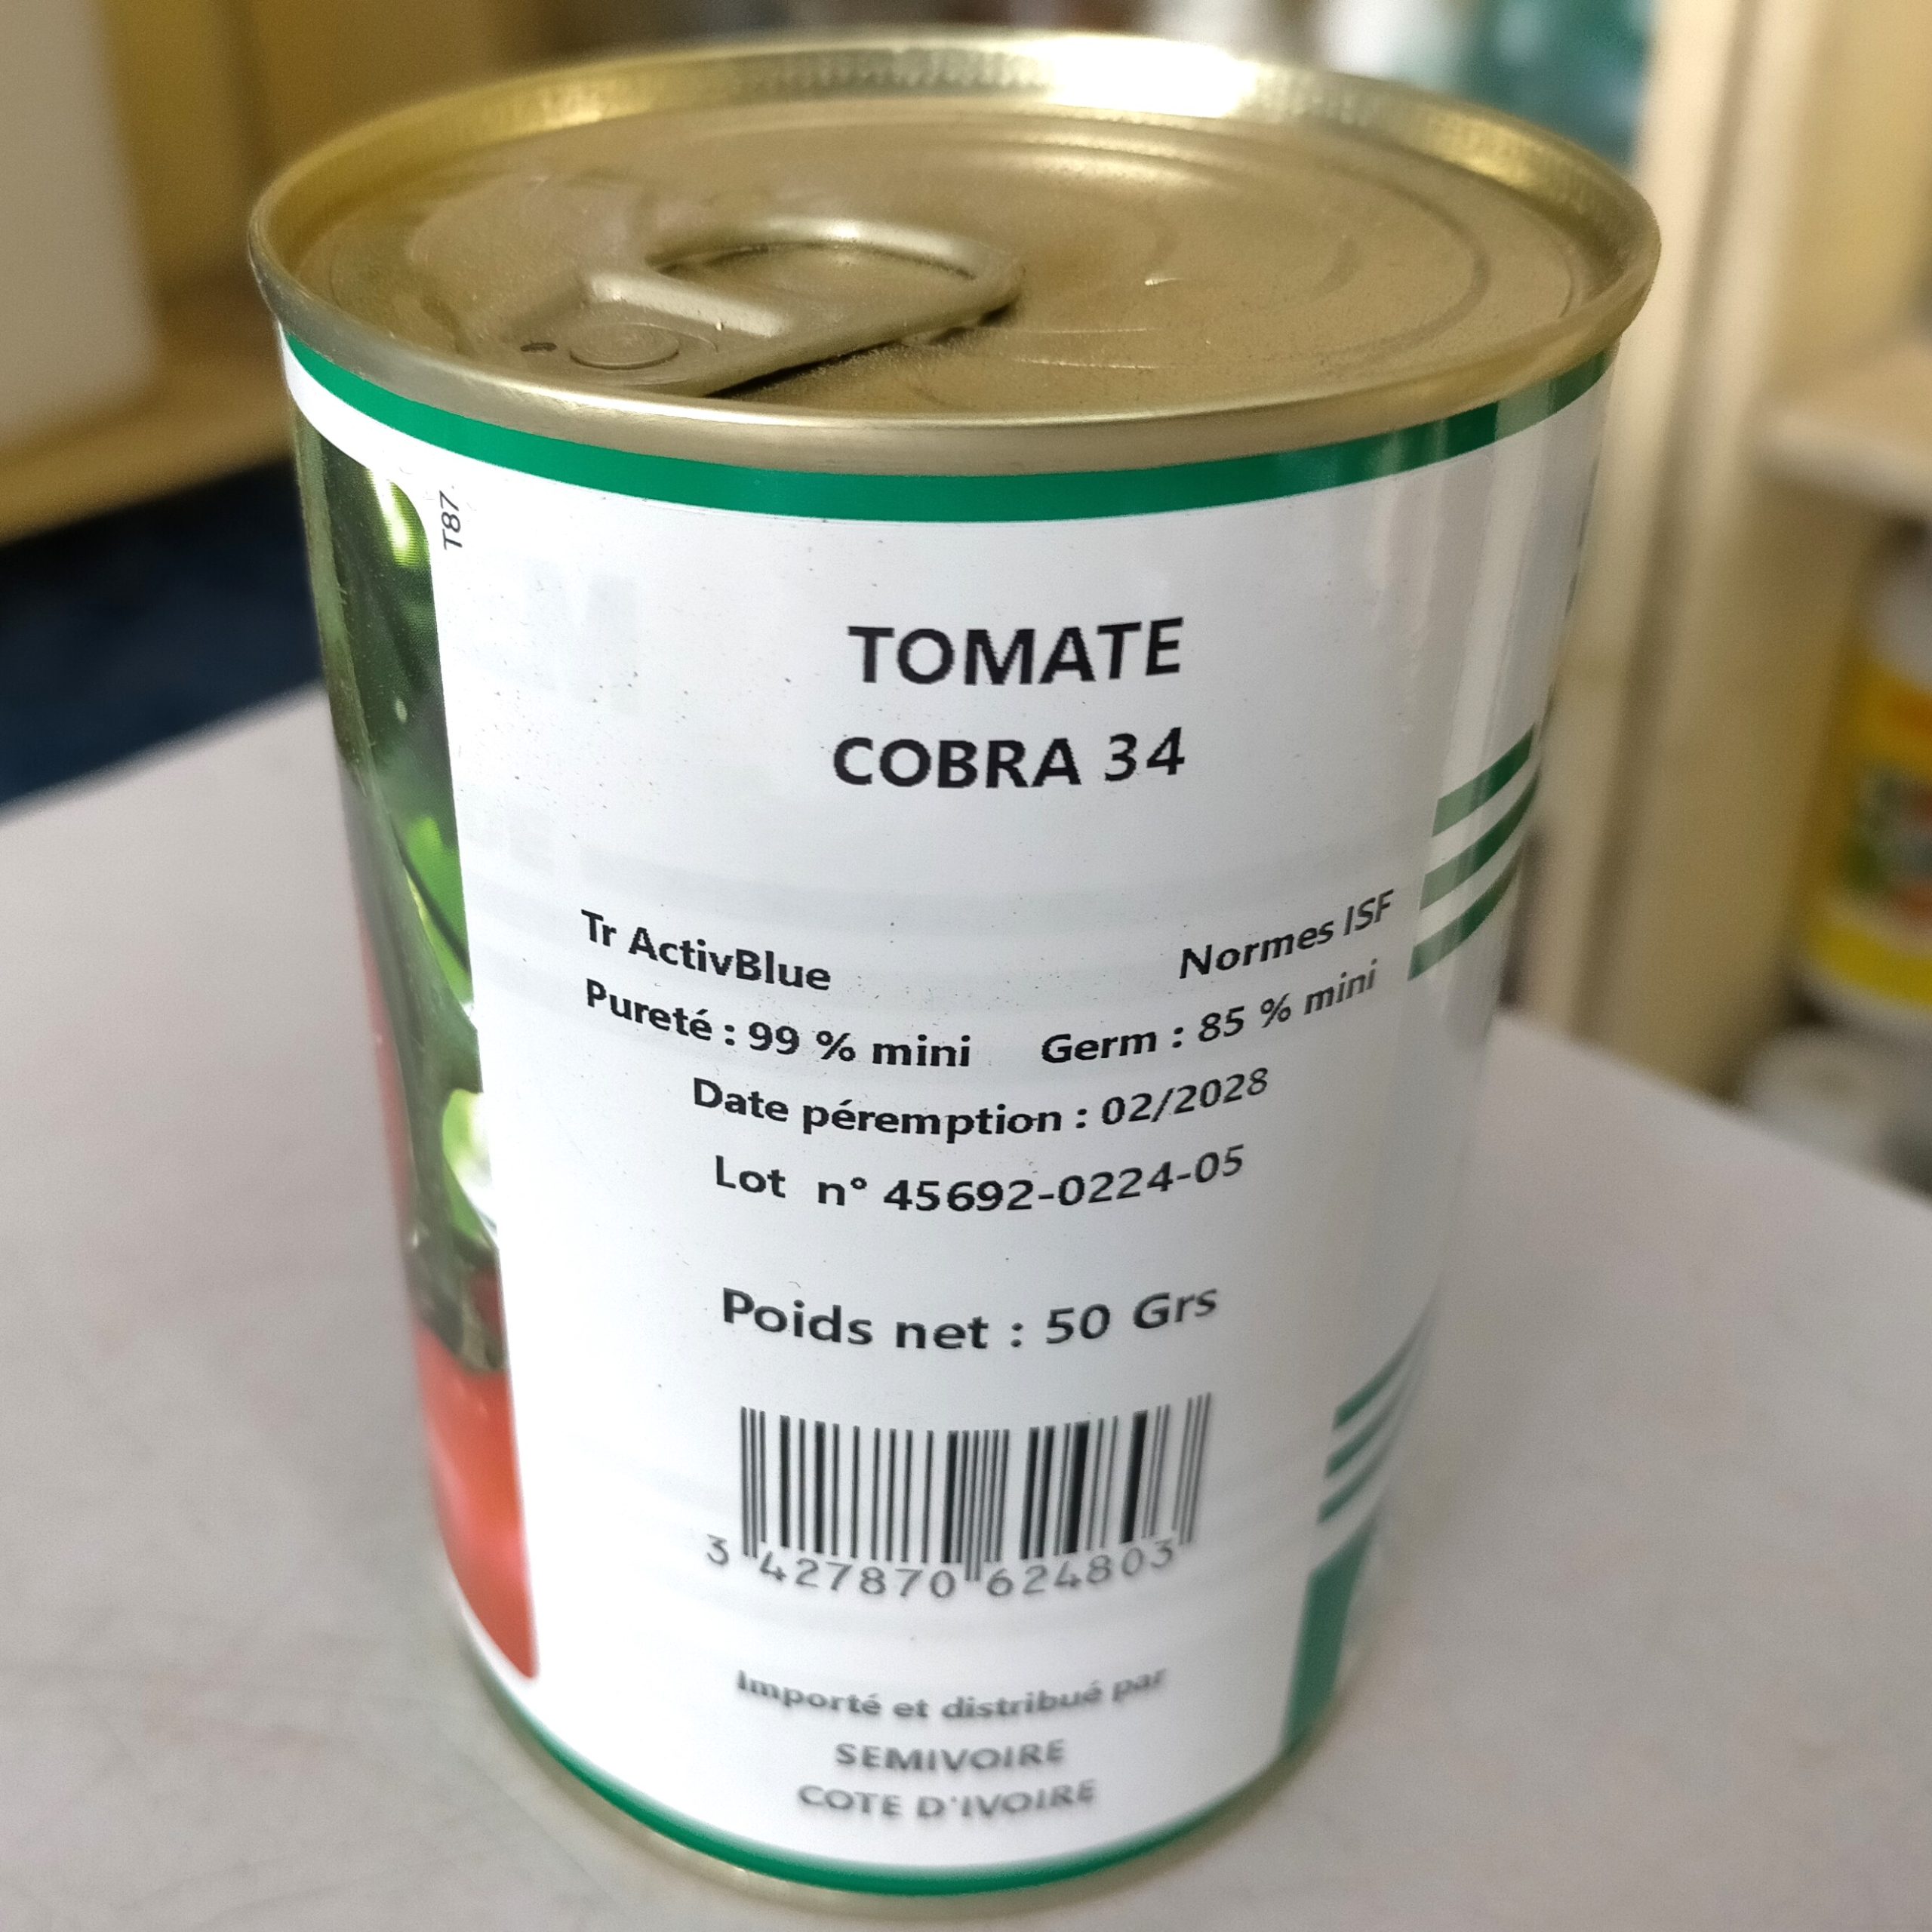 T87
TOMATE
COBRA 34
Tr ActivBlue Normes ISF
Pureté : 99 % mini Germ : 85 % mini
Date péremption : 02/2028
Lot n° 45692-0224-05
Poids net : 50 Grs
3 427870 624803
Importé et distribué par
SEMIVOIRE
COTE D'IVOIRE